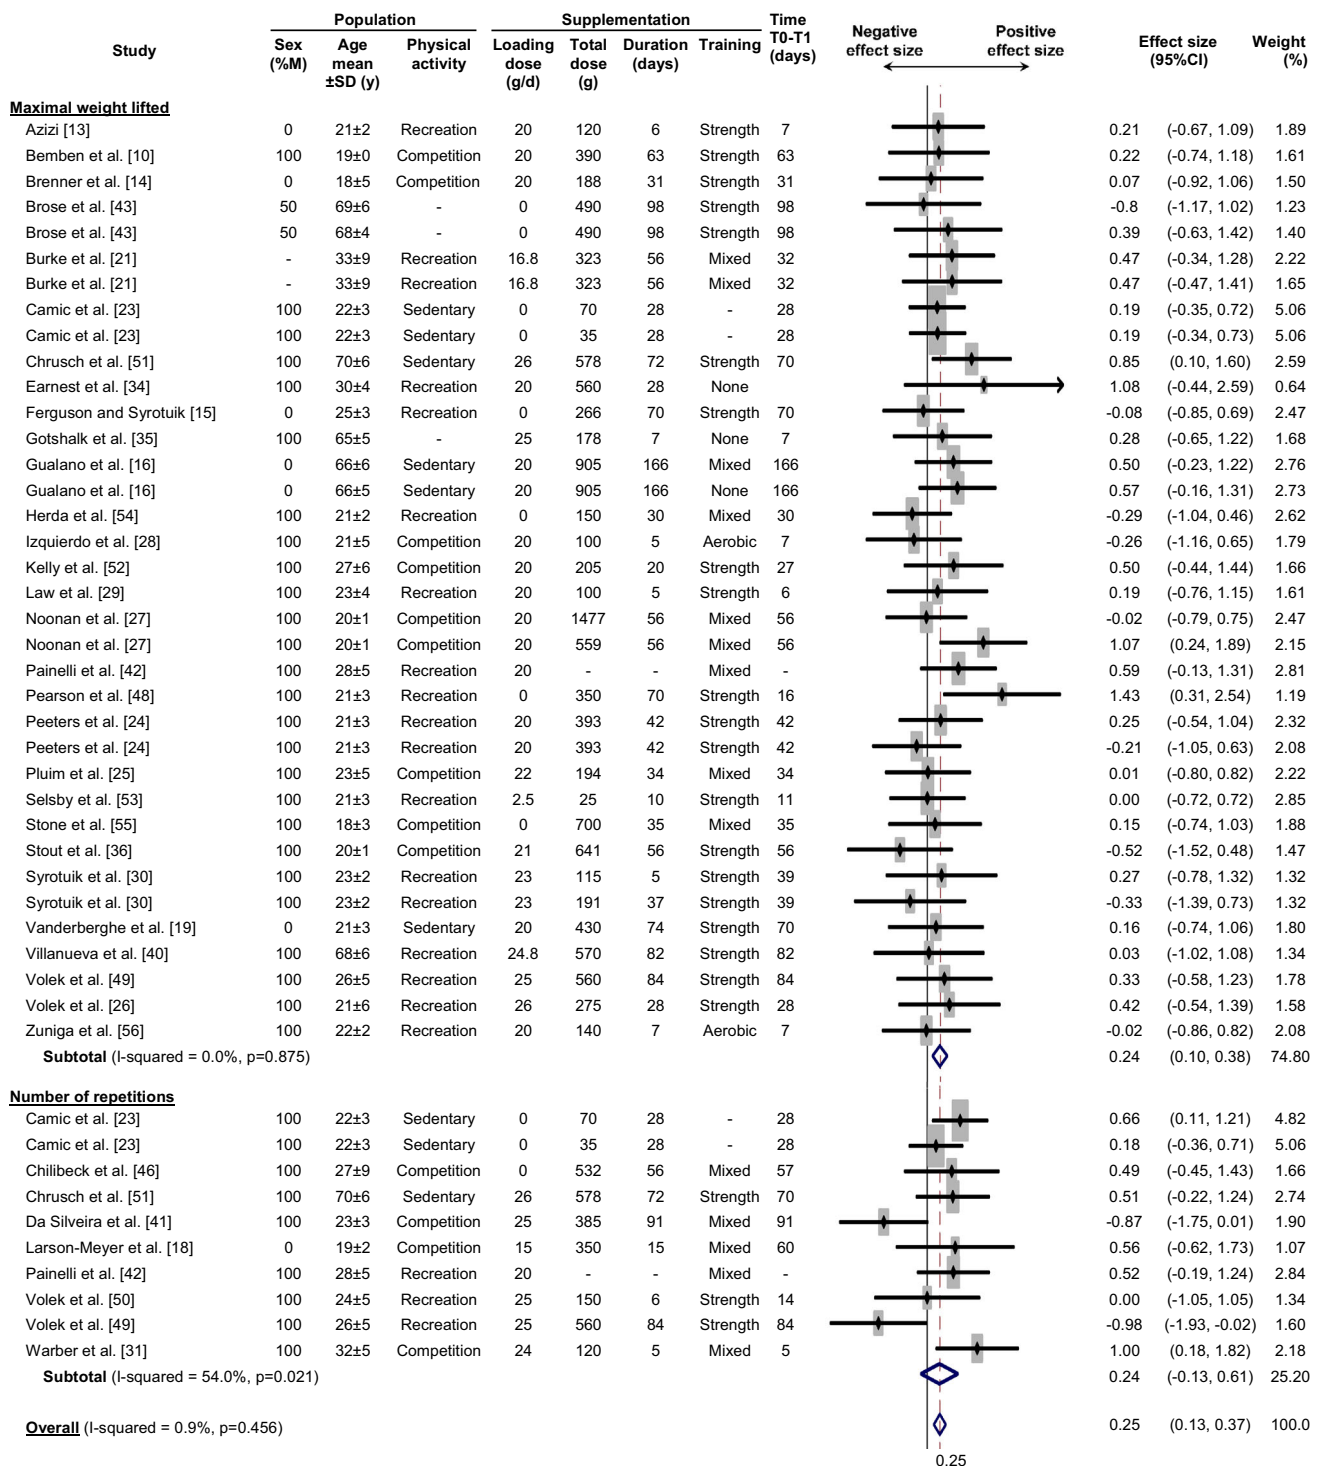 Population Supplementation Time T0-T1 (days) Negative effect size Positive effect size Effect size (95%CI) Weight (%)
Study Sex (%M) Age mean ±SD (y) Physical activity Loading dose (g/d) Total dose (g) Duration (days) Training
Maximal weight lifted
Azizi [13] 0 21±2 Recreation 20 120 6 Strength 7 0.21 (-0.67, 1.09) 1.89
Bemben et al. [10] 100 19±0 Competition 20 390 63 Strength 63 0.22 (-0.74, 1.18) 1.61
Brenner et al. [14] 0 18±5 Competition 20 188 31 Strength 31 0.07 (-0.92, 1.06) 1.50
Brose et al. [43] 50 69±6 - 0 490 98 Strength 98 -0.8 (-1.17, 1.02) 1.23
Brose et al. [43] 50 68±4 - 0 490 98 Strength 98 0.39 (-0.63, 1.42) 1.40
Burke et al. [21] - 33±9 Recreation 16.8 323 56 Mixed 32 0.47 (-0.34, 1.28) 2.22
Burke et al. [21] - 33±9 Recreation 16.8 323 56 Mixed 32 0.47 (-0.47, 1.41) 1.65
Camic et al. [23] 100 22±3 Sedentary 0 70 28 - 28 0.19 (-0.35, 0.72) 5.06
Camic et al. [23] 100 22±3 Sedentary 0 35 28 - 28 0.19 (-0.34, 0.73) 5.06
Chrusch et al. [51] 100 70±6 Sedentary 26 578 72 Strength 70 0.85 (0.10, 1.60) 2.59
Earnest et al. [34] 100 30±4 Recreation 20 560 28 None 1.08 (-0.44, 2.59) 0.64
Ferguson and Syrotuik [15] 0 25±3 Recreation 0 266 70 Strength 70 -0.08 (-0.85, 0.69) 2.47
Gotshalk et al. [35] 100 65±5 - 25 178 7 None 7 0.28 (-0.65, 1.22) 1.68
Gualano et al. [16] 0 66±6 Sedentary 20 905 166 Mixed 166 0.50 (-0.23, 1.22) 2.76
Gualano et al. [16] 0 66±5 Sedentary 20 905 166 None 166 0.57 (-0.16, 1.31) 2.73
Herda et al. [54] 100 21±2 Recreation 0 150 30 Mixed 30 -0.29 (-1.04, 0.46) 2.62
Izquierdo et al. [28] 100 21±5 Competition 20 100 5 Aerobic 7 -0.26 (-1.16, 0.65) 1.79
Kelly et al. [52] 100 27±6 Competition 20 205 20 Strength 27 0.50 (-0.44, 1.44) 1.66
Law et al. [29] 100 23±4 Recreation 20 100 5 Strength 6 0.19 (-0.76, 1.15) 1.61
Noonan et al. [27] 100 20±1 Competition 20 1477 56 Mixed 56 -0.02 (-0.79, 0.75) 2.47
Noonan et al. [27] 100 20±1 Competition 20 559 56 Mixed 56 1.07 (0.24, 1.89) 2.15
Painelli et al. [42] 100 28±5 Recreation 20 - - Mixed - 0.59 (-0.13, 1.31) 2.81
Pearson et al. [48] 100 21±3 Recreation 0 350 70 Strength 16 1.43 (0.31, 2.54) 1.19
Peeters et al. [24] 100 21±3 Recreation 20 393 42 Strength 42 0.25 (-0.54, 1.04) 2.32
Peeters et al. [24] 100 21±3 Recreation 20 393 42 Strength 42 -0.21 (-1.05, 0.63) 2.08
Pluim et al. [25] 100 23±5 Competition 22 194 34 Mixed 34 0.01 (-0.80, 0.82) 2.22
Selsby et al. [53] 100 21±3 Recreation 2.5 25 10 Strength 11 0.00 (-0.72, 0.72) 2.85
Stone et al. [55] 100 18±3 Competition 0 700 35 Mixed 35 0.15 (-0.74, 1.03) 1.88
Stout et al. [36] 100 20±1 Competition 21 641 56 Strength 56 -0.52 (-1.52, 0.48) 1.47
Syrotuik et al. [30] 100 23±2 Recreation 23 115 5 Strength 39 0.27 (-0.78, 1.32) 1.32
Syrotuik et al. [30] 100 23±2 Recreation 23 191 37 Strength 39 -0.33 (-1.39, 0.73) 1.32
Vanderberghe et al. [19] 0 21±3 Sedentary 20 430 74 Strength 70 0.16 (-0.74, 1.06) 1.80
Villanueva et al. [40] 100 68±6 Recreation 24.8 570 82 Strength 82 0.03 (-1.02, 1.08) 1.34
Volek et al. [49] 100 26±5 Recreation 25 560 84 Strength 84 0.33 (-0.58, 1.23) 1.78
Volek et al. [26] 100 21±6 Recreation 26 275 28 Strength 28 0.42 (-0.54, 1.39) 1.58
Zuniga et al. [56] 100 22±2 Recreation 20 140 7 Aerobic 7 -0.02 (-0.86, 0.82) 2.08
Subtotal (I-squared = 0.0%, p=0.875) 0.24 (0.10, 0.38) 74.80
Number of repetitions
Camic et al. [23] 100 22±3 Sedentary 0 70 28 - 28 0.66 (0.11, 1.21) 4.82
Camic et al. [23] 100 22±3 Sedentary 0 35 28 - 28 0.18 (-0.36, 0.71) 5.06
Chilibeck et al. [46] 100 27±9 Competition 0 532 56 Mixed 57 0.49 (-0.45, 1.43) 1.66
Chrusch et al. [51] 100 70±6 Sedentary 26 578 72 Strength 70 0.51 (-0.22, 1.24) 2.74
Da Silveira et al. [41] 100 23±3 Competition 25 385 91 Mixed 91 -0.87 (-1.75, 0.01) 1.90
Larson-Meyer et al. [18] 0 19±2 Competition 15 350 15 Mixed 60 0.56 (-0.62, 1.73) 1.07
Painelli et al. [42] 100 28±5 Recreation 20 - - Mixed - 0.52 (-0.19, 1.24) 2.84
Volek et al. [50] 100 24±5 Recreation 25 150 6 Strength 14 0.00 (-1.05, 1.05) 1.34
Volek et al. [49] 100 26±5 Recreation 25 560 84 Strength 84 -0.98 (-1.93, -0.02) 1.60
Warber et al. [31] 100 32±5 Competition 24 120 5 Mixed 5 1.00 (0.18, 1.82) 2.18
Subtotal (I-squared = 54.0%, p=0.021) 0.24 (-0.13, 0.61) 25.20
Overall (I-squared = 0.9%, p=0.456) 0.25 (0.13, 0.37) 100.0
0.25